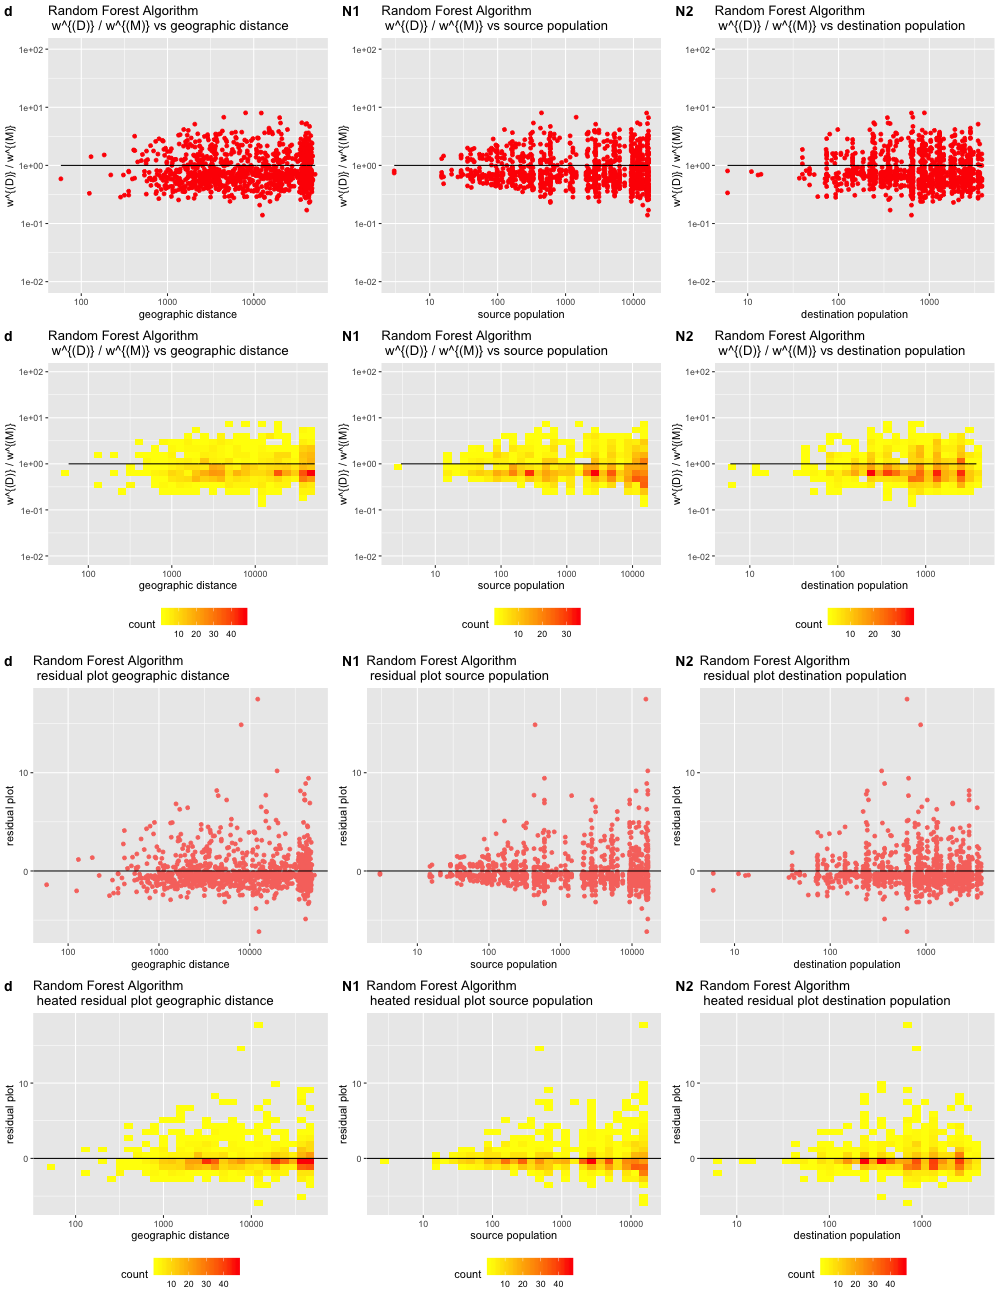 d Random Forest Algorithm
w^{(D)} / w^{(M)} vs geographic distance
1e+02
1e+01
1e+00
1e-01
1e-02
w^{(D)} / w^{(M)}
100 1000 10000
geographic distance
N1 Random Forest Algorithm
w^{(D)} / w^{(M)} vs source population
1e+02
1e+01
1e+00
1e-01
1e-02
w^{(D)} / w^{(M)}
10 100 1000 10000
source population
N2 Random Forest Algorithm
w^{(D)} / w^{(M)} vs destination population
1e+02
1e+01
1e+00
1e-01
1e-02
w^{(D)} / w^{(M)}
10 100 1000
destination population
d Random Forest Algorithm
w^{(D)} / w^{(M)} vs geographic distance
1e+02
1e+01
1e+00
1e-01
1e-02
w^{(D)} / w^{(M)}
100 1000 10000
geographic distance
count
10 20 30 40
N1 Random Forest Algorithm
w^{(D)} / w^{(M)} vs source population
1e+02
1e+01
1e+00
1e-01
1e-02
w^{(D)} / w^{(M)}
10 100 1000 10000
source population
count
10 20 30
N2 Random Forest Algorithm
w^{(D)} / w^{(M)} vs destination population
1e+02
1e+01
1e+00
1e-01
1e-02
w^{(D)} / w^{(M)}
10 100 1000
destination population
count
10 20 30
d Random Forest Algorithm
residual plot geographic distance
10
0
residual plot
100 1000 10000
geographic distance
N1 Random Forest Algorithm
residual plot source population
10
0
residual plot
10 100 1000 10000
source population
N2 Random Forest Algorithm
residual plot destination population
10
0
residual plot
10 100 1000
destination population
d Random Forest Algorithm
heated residual plot geographic distance
10
0
residual plot
100 1000 10000
geographic distance
count
10 20 30 40
N1 Random Forest Algorithm
heated residual plot source population
10
0
residual plot
10 100 1000 10000
source population
count
10 20 30 40
N2 Random Forest Algorithm
heated residual plot destination population
10
0
residual plot
10 100 1000
destination population
count
10 20 30 40